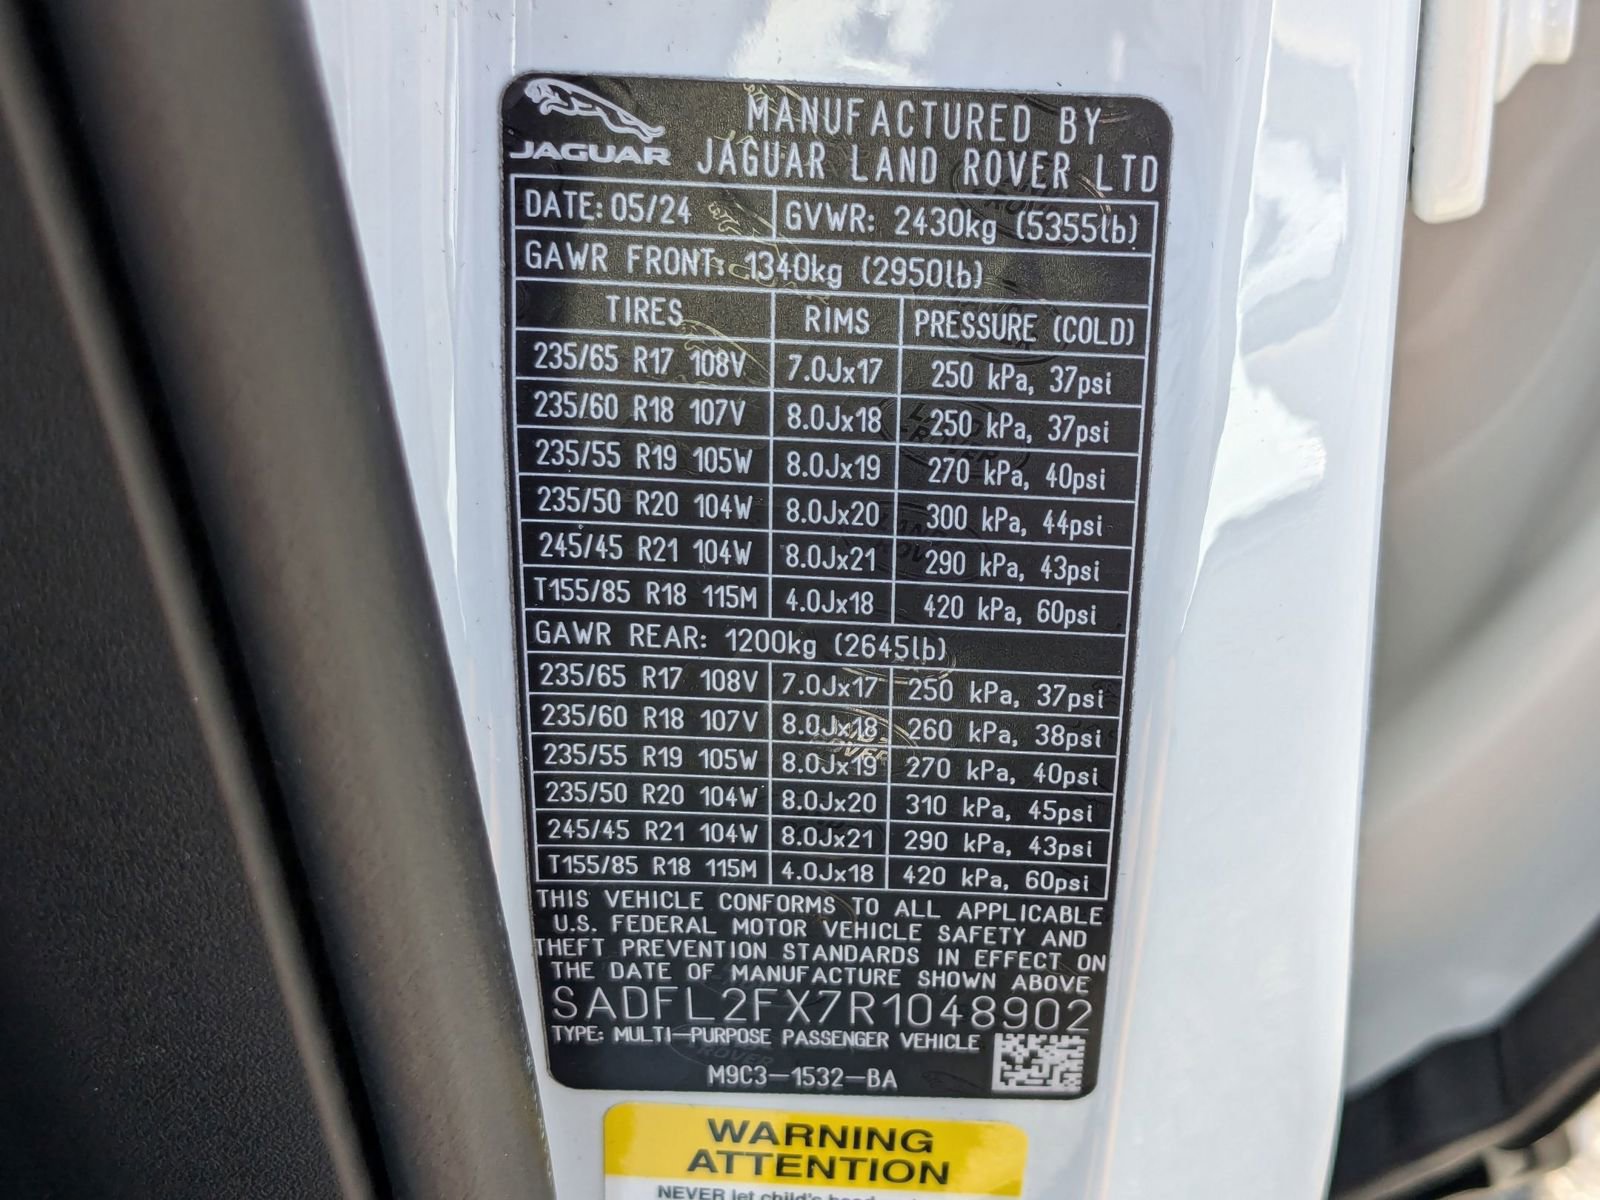 JAGUAR
MANUFACTURED BY
JAGUAR LAND ROVER LTD
DATE: 05/24 GVWR: 2430kg (5355lb)
GAWR FRONT: 1340kg (2950lb)
TIRES RIMS PRESSURE (COLD)
235/65 R17 108V 7.0Jx17 250 kPa, 37psi
235/60 R18 107V 8.0Jx18 250 kPa, 37psi
235/55 R19 105W 8.0Jx19 270 kPa, 40psi
235/50 R20 104W 8.0Jx20 300 kPa, 44psi
245/45 R21 104W 8.0Jx21 290 kPa, 43psi
T155/85 R18 115M 4.0Jx18 420 kPa, 60psi
GAWR REAR: 1200kg (2645lb)
235/65 R17 108V 7.0Jx17 250 kPa, 37psi
235/60 R18 107V 8.0Jx18 260 kPa, 38psi
235/55 R19 105W 8.0Jx19 270 kPa, 40psi
235/50 R20 104W 8.0Jx20 310 kPa, 45psi
245/45 R21 104W 8.0Jx21 290 kPa, 43psi
T155/85 R18 115M 4.0Jx18 420 kPa, 60psi
THIS VEHICLE CONFORMS TO ALL APPLICABLE
U.S. FEDERAL MOTOR VEHICLE SAFETY AND
THEFT PREVENTION STANDARDS IN EFFECT ON
THE DATE OF MANUFACTURE SHOWN ABOVE
SADFL2FX7R1048902
TYPE: MULTI-PURPOSE PASSENGER VEHICLE
M9C3-1532-BA
WARNING
ATTENTION
NEVER let child's